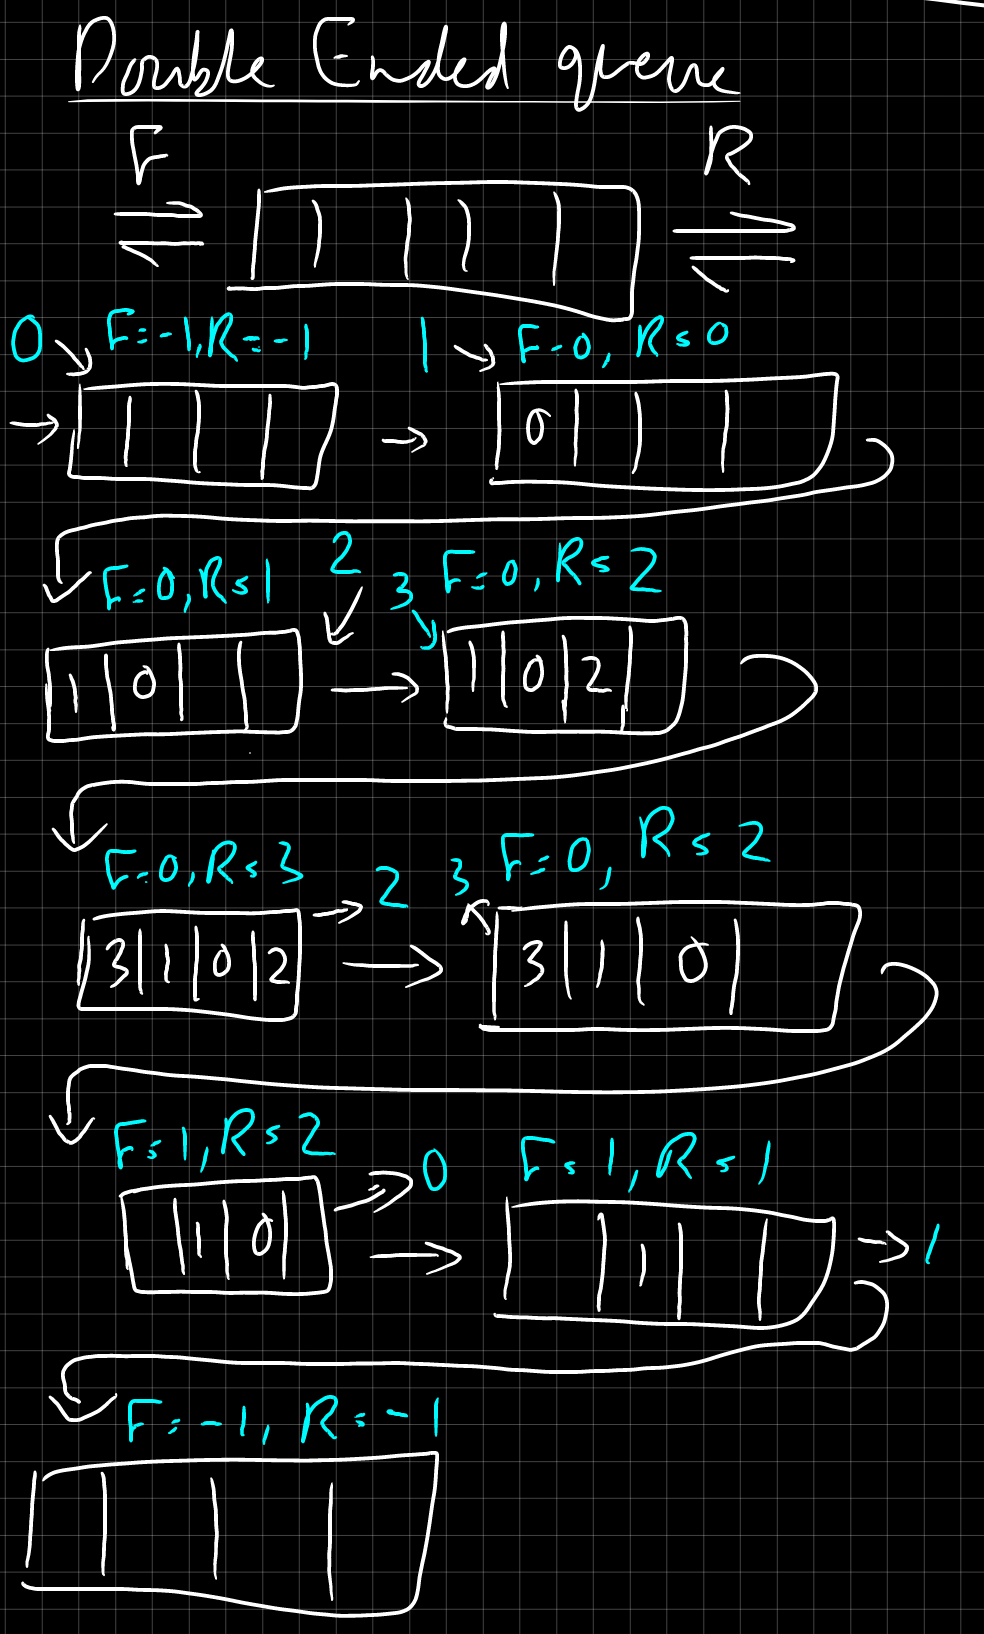 Double Ended queue
F R
0 F=-1,R=-1 1 F=0, R=0
0
F=0,R=1 2 3 F=0,R=2
1 0 1 0 2
F=0,R=3 2 3 F=0, R=2
3 1 0 2 3 1 0
F=1,R=2 0 F=1,R=1
1 0 1 1
F=-1, R=-1